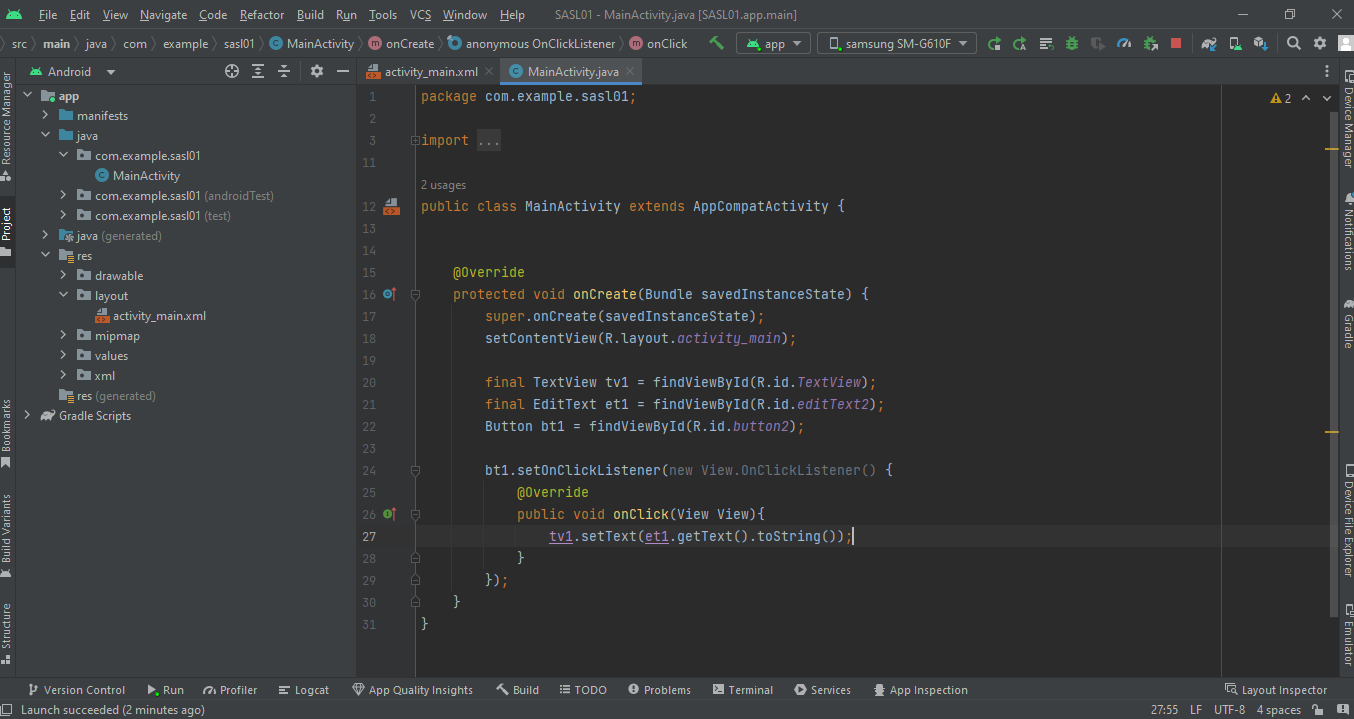 File Edit View Navigate Code Refactor Build Run Tools VCS Window Help SASL01 - MainActivity.java [SASL01.app.main]
src main java com example sasl01 MainActivity onCreate anonymous OnClickListener onClick app samsung SM-G610F
Android
activity_main.xml
MainActivity.java
Resource Manager
Project
Bookmarks
Build Variants
Structure
app
manifests
java
com.example.sasl01
MainActivity
com.example.sasl01 (androidTest)
com.example.sasl01 (test)
java (generated)
res
drawable
layout
activity_main.xml
mipmap
values
xml
res (generated)
Gradle Scripts
2
1 package com.example.sasl01;
2
3 import ...
11
2 usages
12 public class MainActivity extends AppCompatActivity {
13
14
15 @Override
16 protected void onCreate(Bundle savedInstanceState) {
17 super.onCreate(savedInstanceState);
18 setContentView(R.layout.activity_main);
19
20 final TextView tv1 = findViewById(R.id.TextView);
21 final EditText et1 = findViewById(R.id.editText2);
22 Button bt1 = findViewById(R.id.button2);
23
24 bt1.setOnClickListener(new View.OnClickListener() {
25 @Override
26 public void onClick(View View){
27 tv1.setText(et1.getText().toString());
28 }
29 });
30 }
31 }
Device Manager
Notifications
Gradle
Device File Explorer
Emulator
Version Control Run Profiler Logcat App Quality Insights Build TODO Problems Terminal Services App Inspection Layout Inspector
Launch succeeded (2 minutes ago) 27:55 LF UTF-8 4 spaces